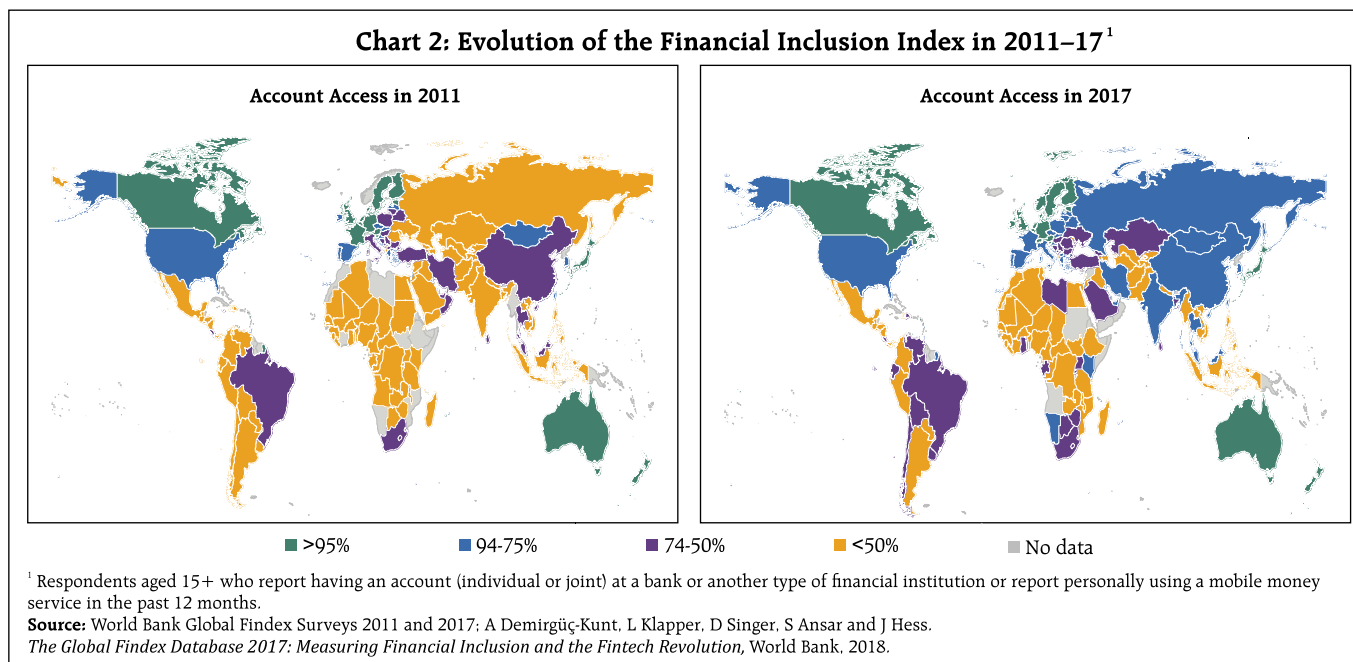 Chart 2: Evolution of the Financial Inclusion Index in 2011–17¹
Account Access in 2011
Account Access in 2017
>95%
94-75%
74-50%
<50%
No data
¹ Respondents aged 15+ who report having an account (individual or joint) at a bank or another type of financial institution or report personally using a mobile money
service in the past 12 months.
Source: World Bank Global Findex Surveys 2011 and 2017; A Demirgüç-Kunt, L Klapper, D Singer, S Ansar and J Hess.
The Global Findex Database 2017: Measuring Financial Inclusion and the Fintech Revolution, World Bank, 2018.